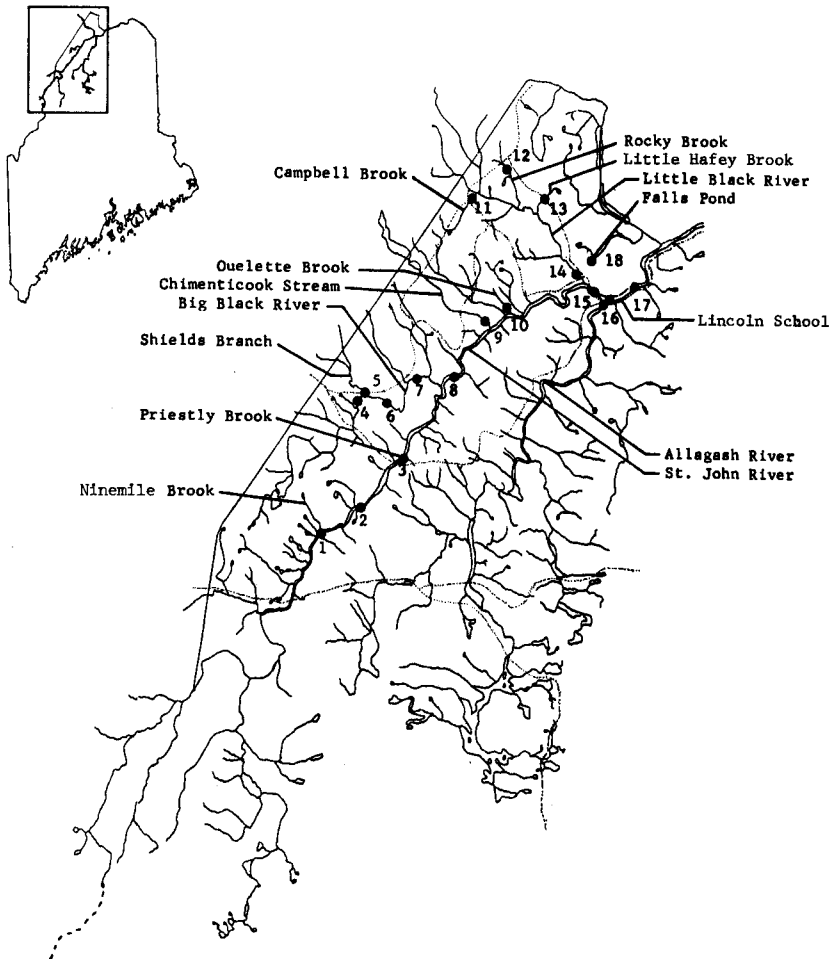 12
Rocky Brook
Little Hafey Brook
Campbell Brook
Little Black River
11
13
Falls Pond
18
Ouelette Brook
14
Chimenticook Stream
Big Black River
10
15
16
17
Lincoln School
9
Shields Branch
5
7
8
4
6
Priestly Brook
3
Allagash River
St. John River
Ninemile Brook
2
1